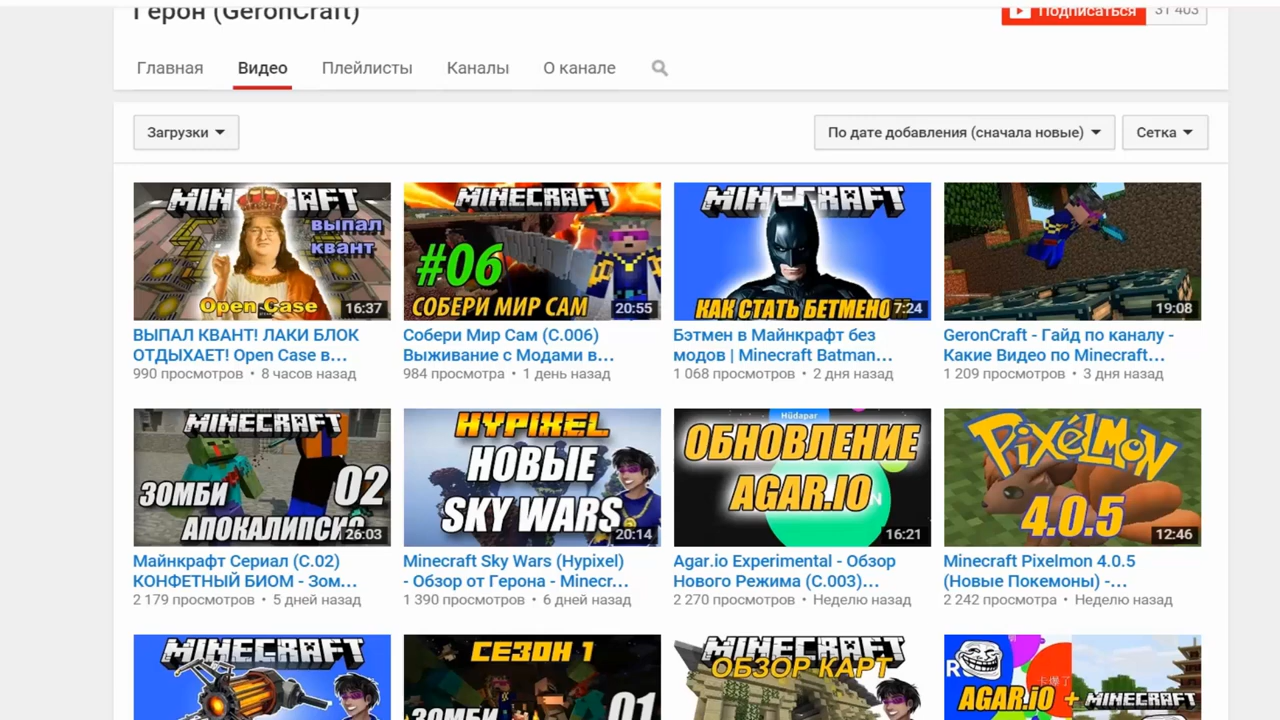 Герон (GeronCraft)
Подписаться 31 403
Главная Видео Плейлисты Каналы О канале
Загрузки По дате добавления (сначала новые) Сетка
MINECRAFT
выпал
квант
Open Case
16:37
MINECRAFT
#06
СОБЕРИ МИР САМ
20:55
MINECRAFT
КАК СТАТЬ БЕТМЕНО
7:24
19:08
ВЫПАЛ КВАНТ! ЛАКИ БЛОК
ОТДЫХАЕТ! Open Case в...
990 просмотров • 8 часов назад
Собери Мир Сам (С.006)
Выживание с Модами в...
984 просмотра • 1 день назад
Бэтмен в Майнкрафт без
модов | Minecraft Batman...
1 068 просмотров • 2 дня назад
GeronCraft - Гайд по каналу -
Какие Видео по Minecraft...
1 209 просмотров • 3 дня назад
MINECRAFT
02
ЗОМБИ
АПОКАЛИПСИС
26:03
HYPIXEL
НОВЫЕ
SKY WARS
20:14
Hüdapar
ОБНОВЛЕНИЕ
AGAR.IO
16:21
PIXÉLMON
4.0.5
12:46
Майнкрафт Сериал (С.02)
КОНФЕТНЫЙ БИОМ - Зом...
2 179 просмотров • 5 дней назад
Minecraft Sky Wars (Hypixel)
- Обзор от Герона - Minecr...
1 390 просмотров • 6 дней назад
Agar.io Experimental - Обзор
Нового Режима (С.003)...
2 270 просмотров • Неделю назад
Minecraft Pixelmon 4.0.5
(Новые Покемоны) -...
2 242 просмотра • Неделю назад
MINECRAFT
СЕЗОН 1
01
ЗОМБИ
MINECRAFT
ОБЗОР КАРТ
AGAR.IO + MINECRAFT